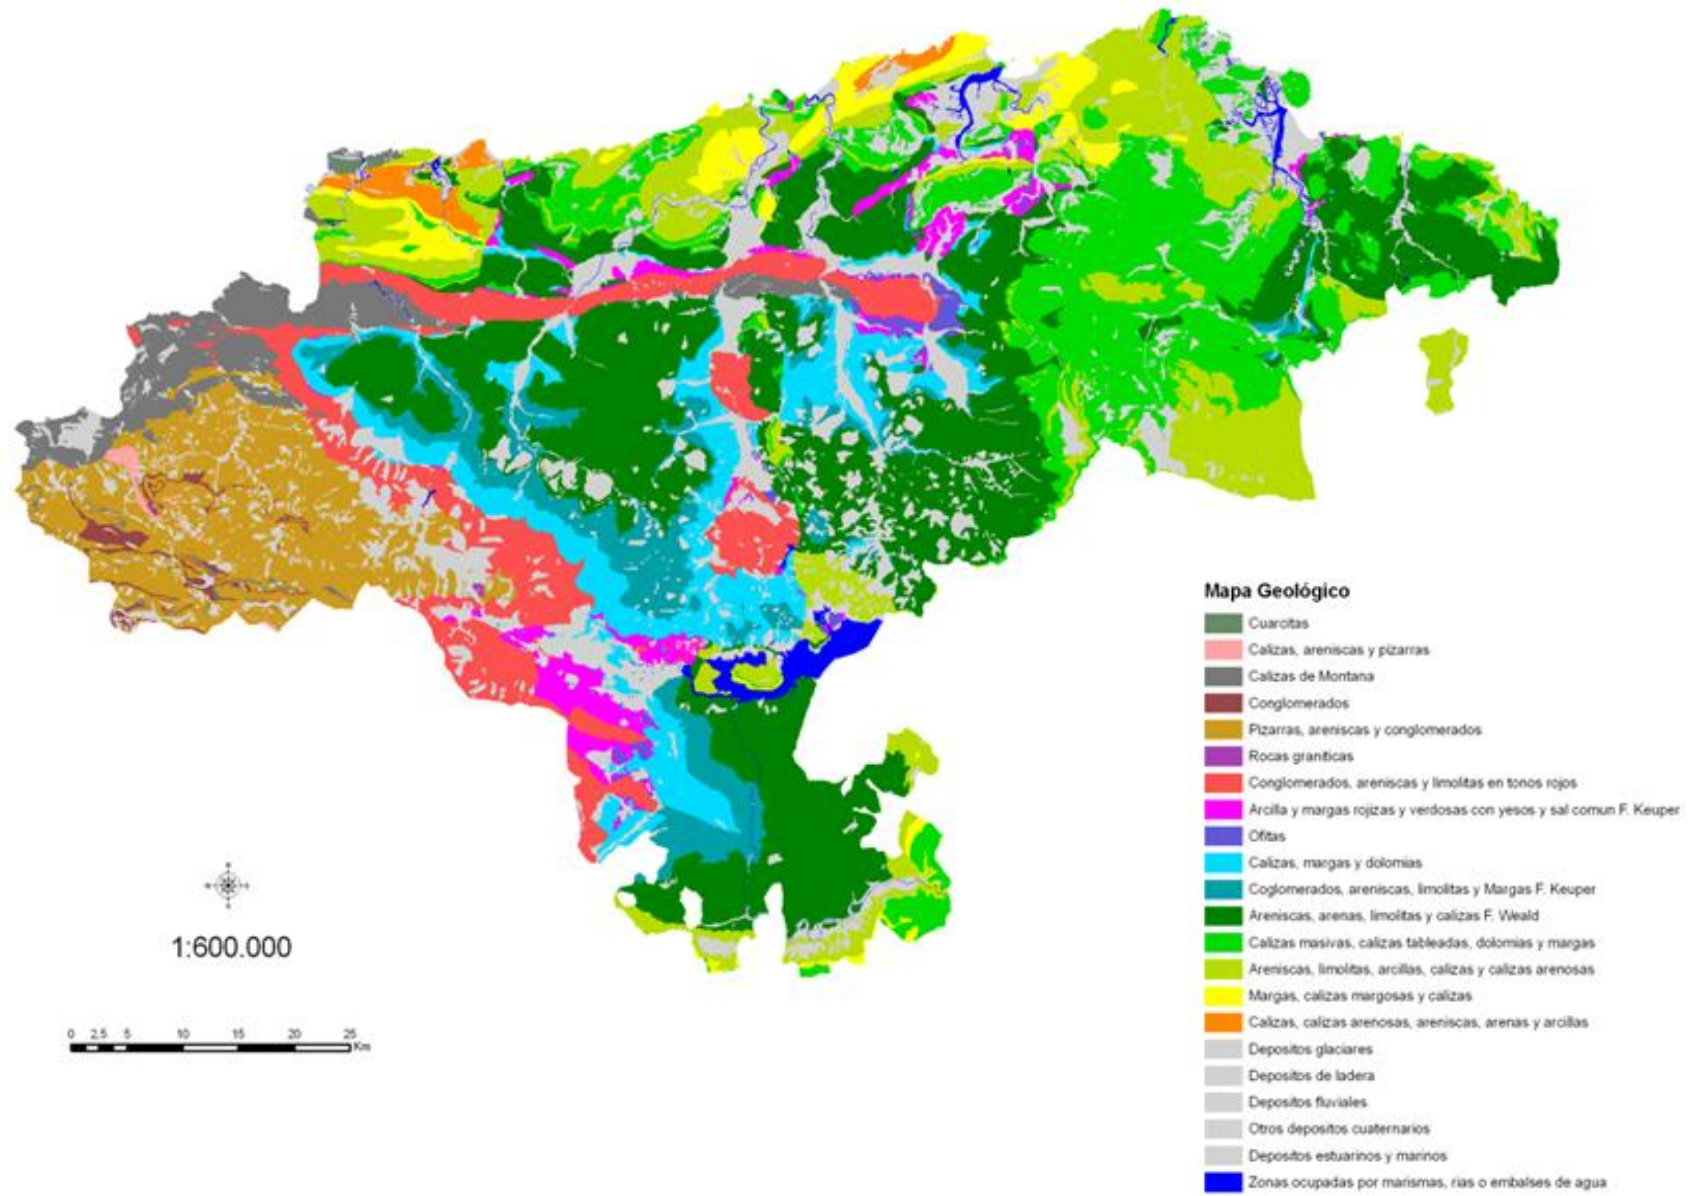 Mapa Geológico
Cuarcitas
Calizas, areniscas y pizarras
Calizas de Montana
Conglomerados
Pizarras, areniscas y conglomerados
Rocas graníticas
Conglomerados, areniscas y limolitas en tonos rojos
Arcilla y margas rojizas y verdosas con yesos y sal comun F. Keuper
Ofitas
Calizas, margas y dolomias
Coglomerados, areniscas, limolitas y Margas F. Keuper
Areniscas, arenas, limolitas y calizas F. Weald
Calizas masivas, calizas tableadas, dolomias y margas
Areniscas, limolitas, arcillas, calizas y calizas arenosas
Margas, calizas margosas y calizas
Calizas, calizas arenosas, areniscas, arenas y arcillas
Depositos glaciares
Depositos de ladera
Depositos fluviales
Otros depositos cuaternarios
Depositos estuarinos y marinos
Zonas ocupadas por marismas, rias o embalses de agua
1:600.000
0 2,5 5 10 15 20 25
Km